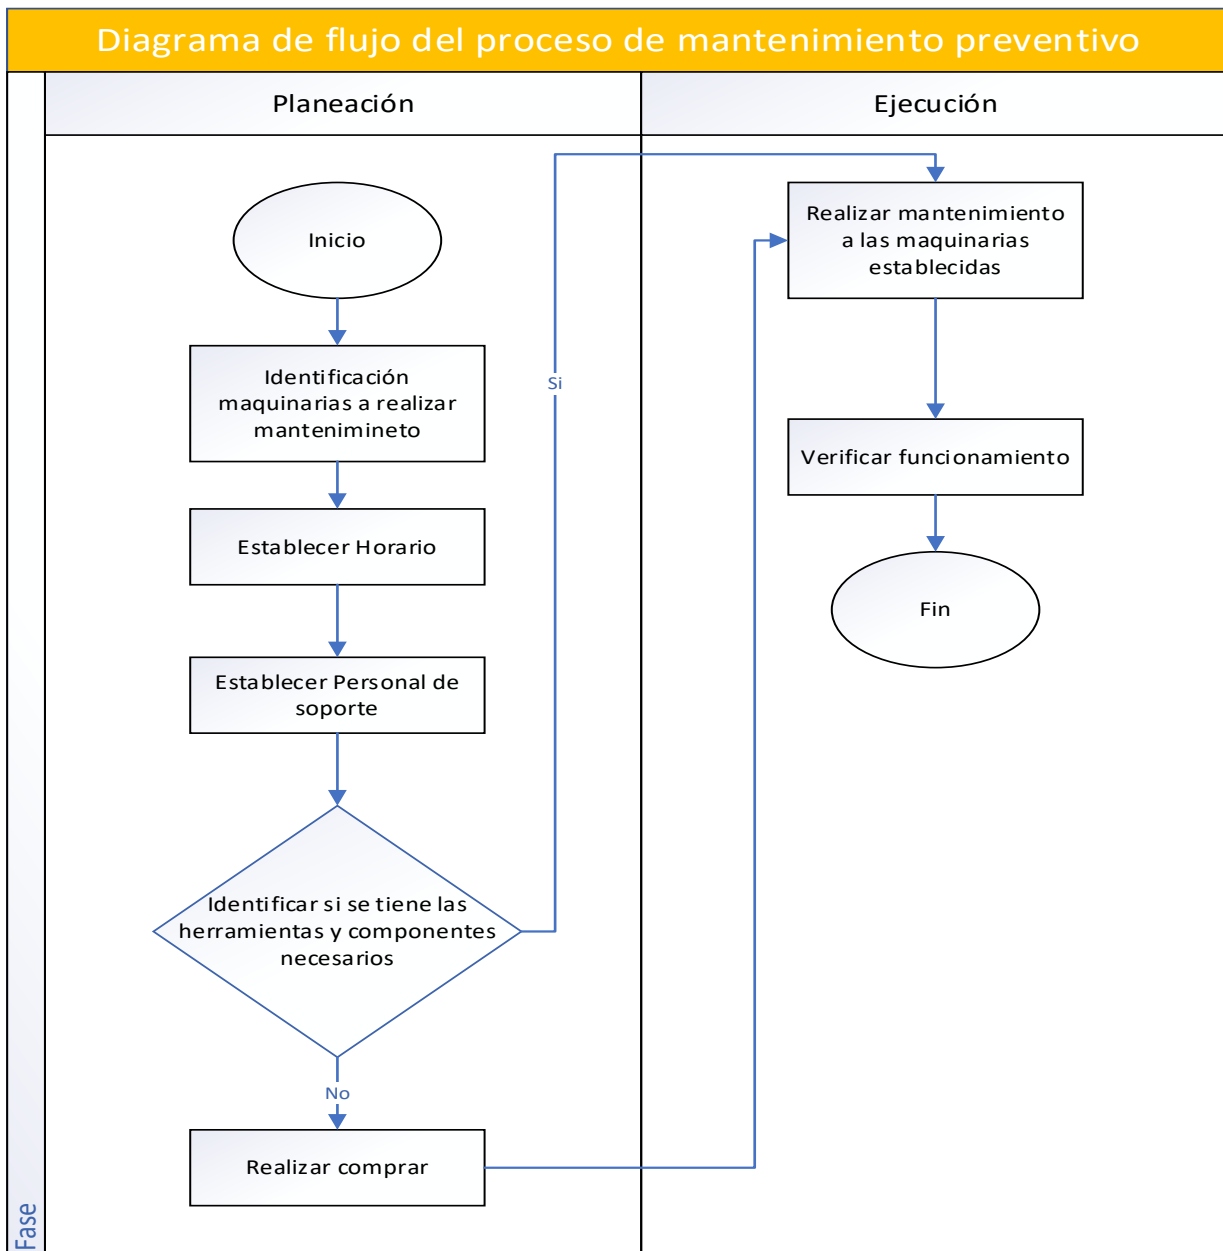 Diagrama de flujo del proceso de mantenimiento preventivo
Planeación
Ejecución
Inicio
Identificación
maquinarias a realizar
mantenimineto
Establecer Horario
Establecer Personal de
soporte
Identificar si se tiene las
herramientas y componentes
necesarios
Si
No
Realizar comprar
Realizar mantenimiento
a las maquinarias
establecidas
Verificar funcionamiento
Fin
Fase